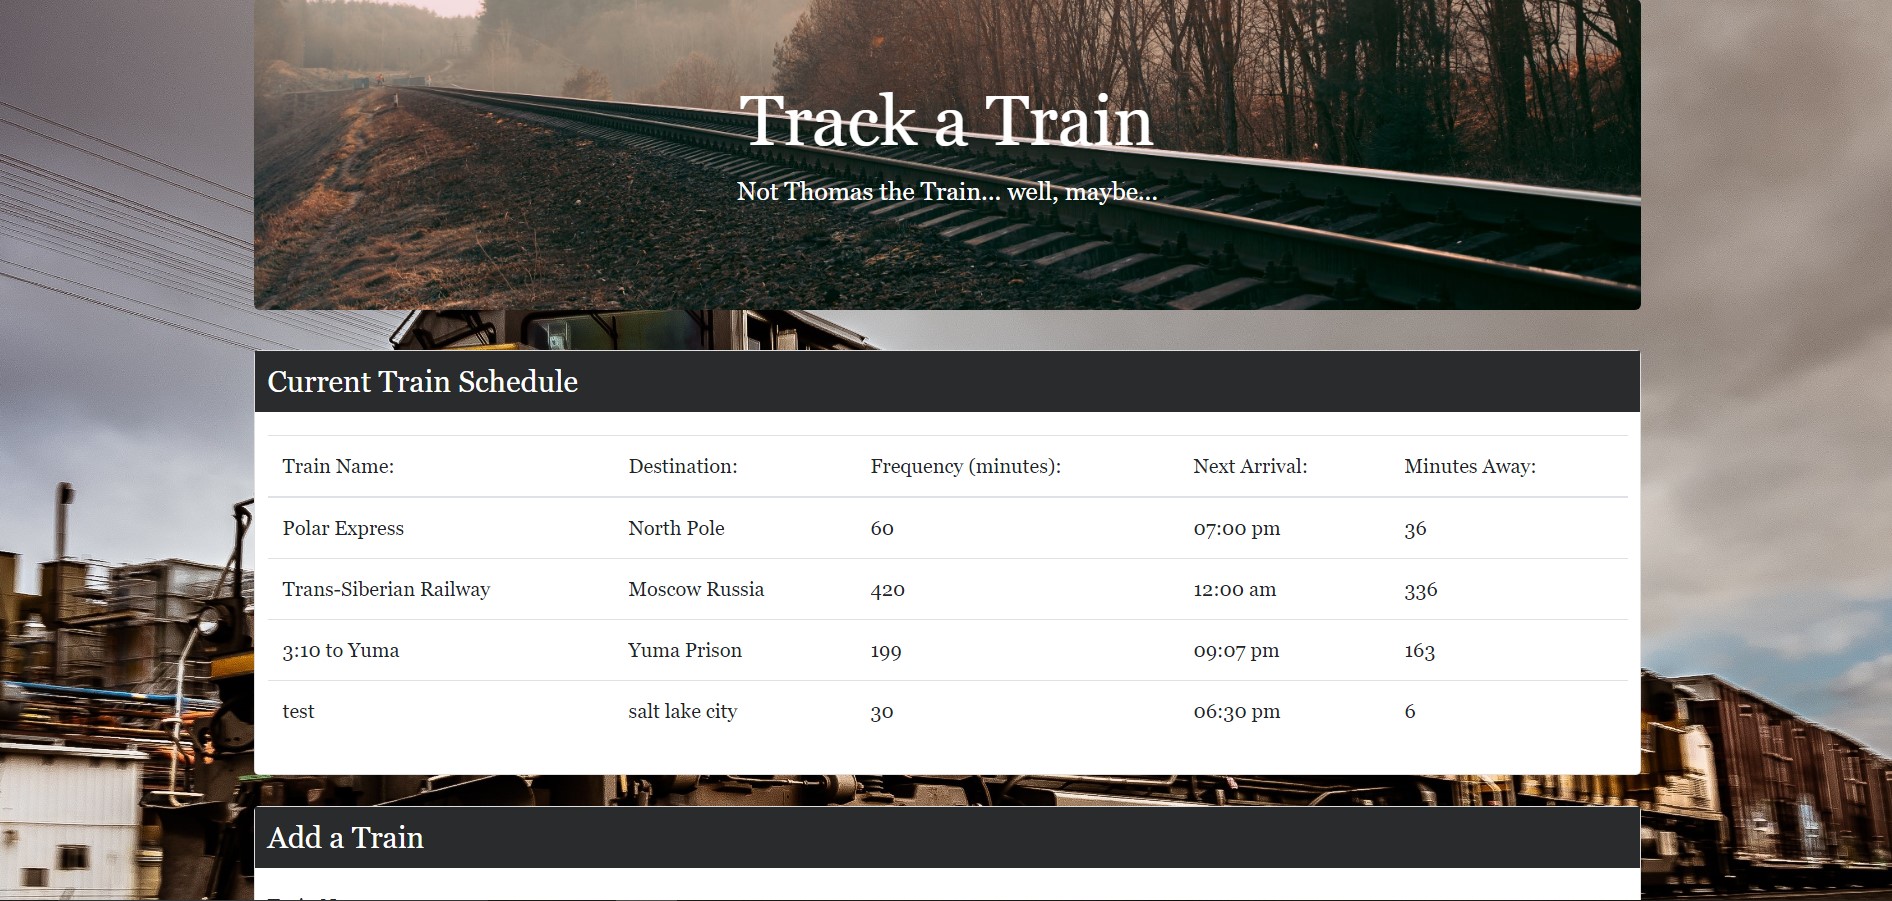 Track a Train
Not Thomas the Train... well, maybe...
Current Train Schedule
Train Name: Destination: Frequency (minutes): Next Arrival: Minutes Away:
Polar Express North Pole 60 07:00 pm 36
Trans-Siberian Railway Moscow Russia 420 12:00 am 336
3:10 to Yuma Yuma Prison 199 09:07 pm 163
test salt lake city 30 06:30 pm 6
Add a Train